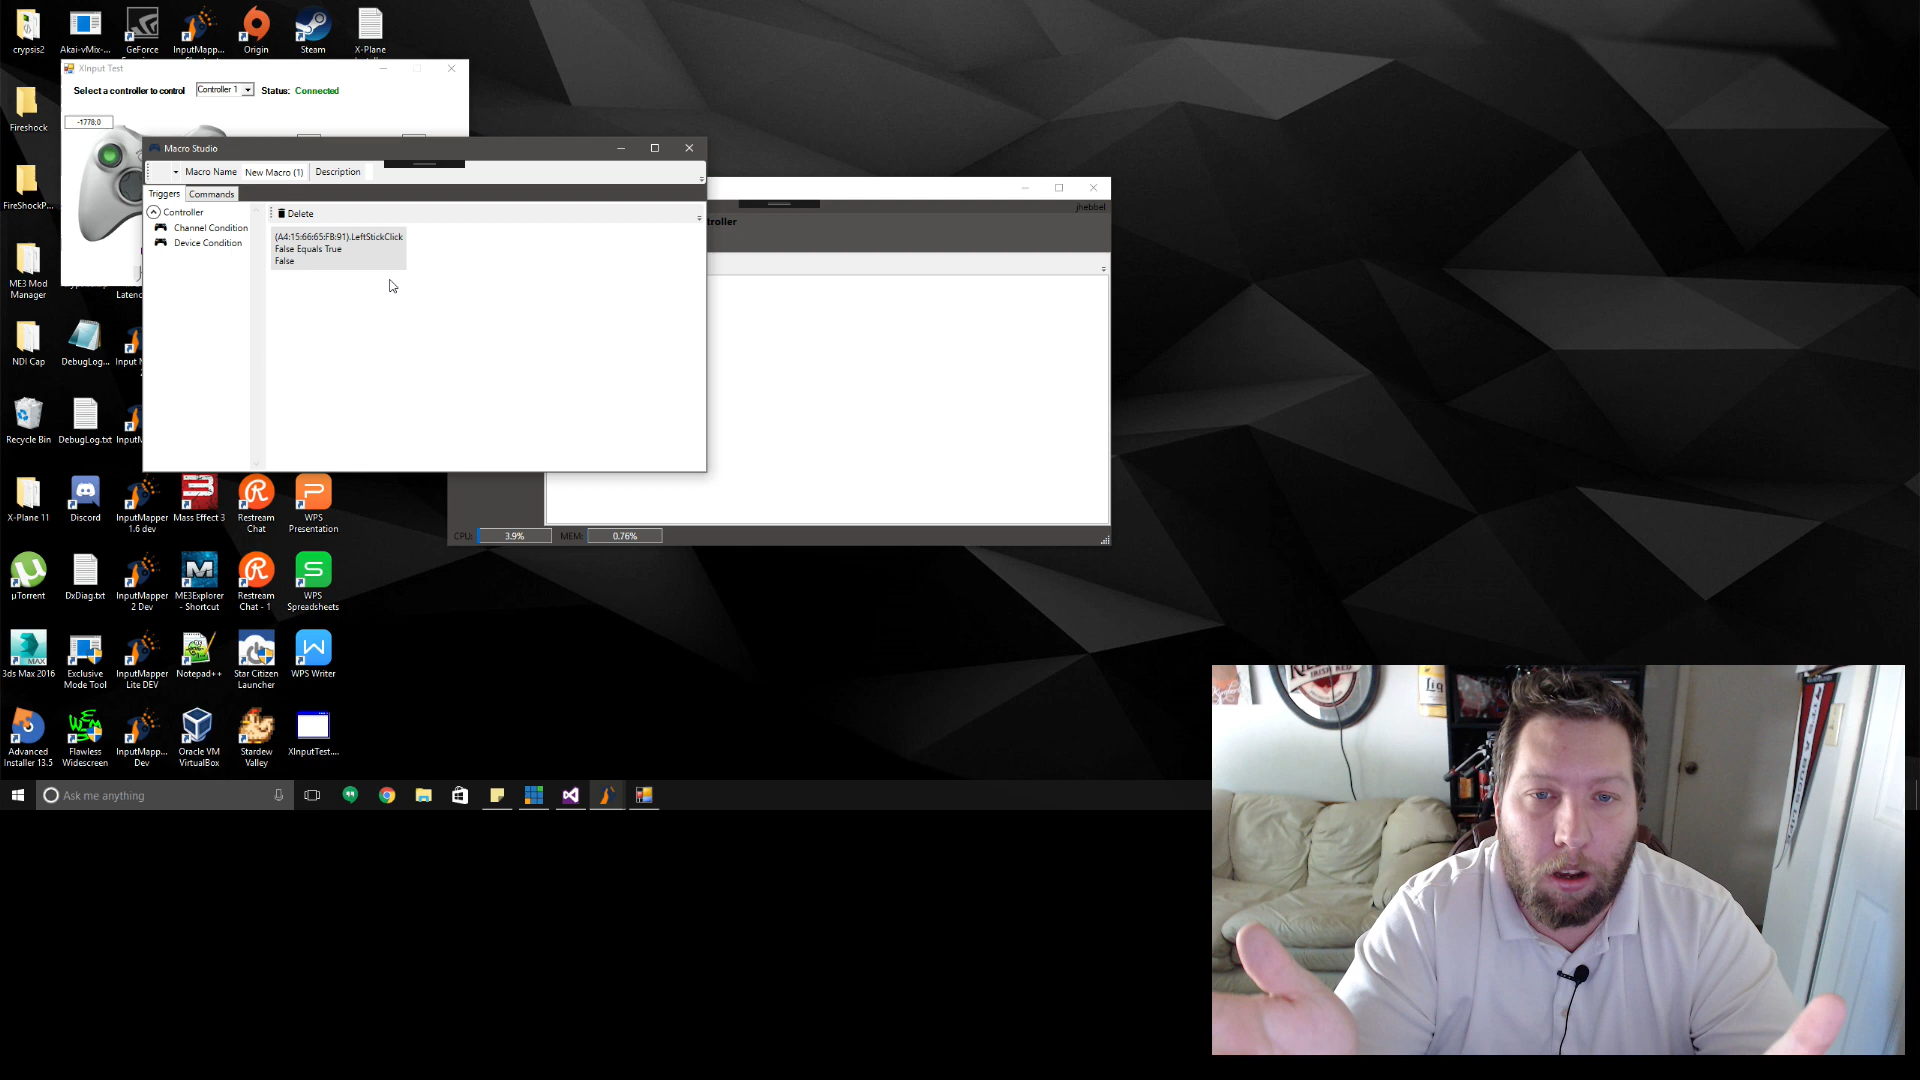 crypsis2
Akai-vMix-...
GeForce
InputMapp...
Origin
Steam
X-Plane
XInput Test
Select a controller to control
Controller 1
Status: Connected
-1778;0
Fireshock
Macro Studio
Macro Name
New Macro (1)
Description
Triggers
Commands
Controller
Channel Condition
Device Condition
Delete
(A4:15:66:65:FB:91).LeftStickClick
False Equals True
False
jhebbel
troller
FireShockP...
ME3 Mod
Manager
Latenc
NDI Cap
DebugLog...
Input
Recycle Bin
DebugLog.txt
InputM
X-Plane 11
Discord
InputMapper
1.6 dev
Mass Effect 3
Restream
Chat
WPS
Presentation
CPU:
3.9%
MEM:
0.76%
µTorrent
DxDiag.txt
InputMapper
2 Dev
ME3Explorer
- Shortcut
Restream
Chat - 1
WPS
Spreadsheets
3ds Max 2016
Exclusive
Mode Tool
InputMapper
Lite DEV
Notepad++
Star Citizen
Launcher
WPS Writer
Advanced
Installer 13.5
Flawless
Widescreen
InputMapp...
Dev
Oracle VM
VirtualBox
Stardew
Valley
XInputTest....
Ask me anything
IRISH RED